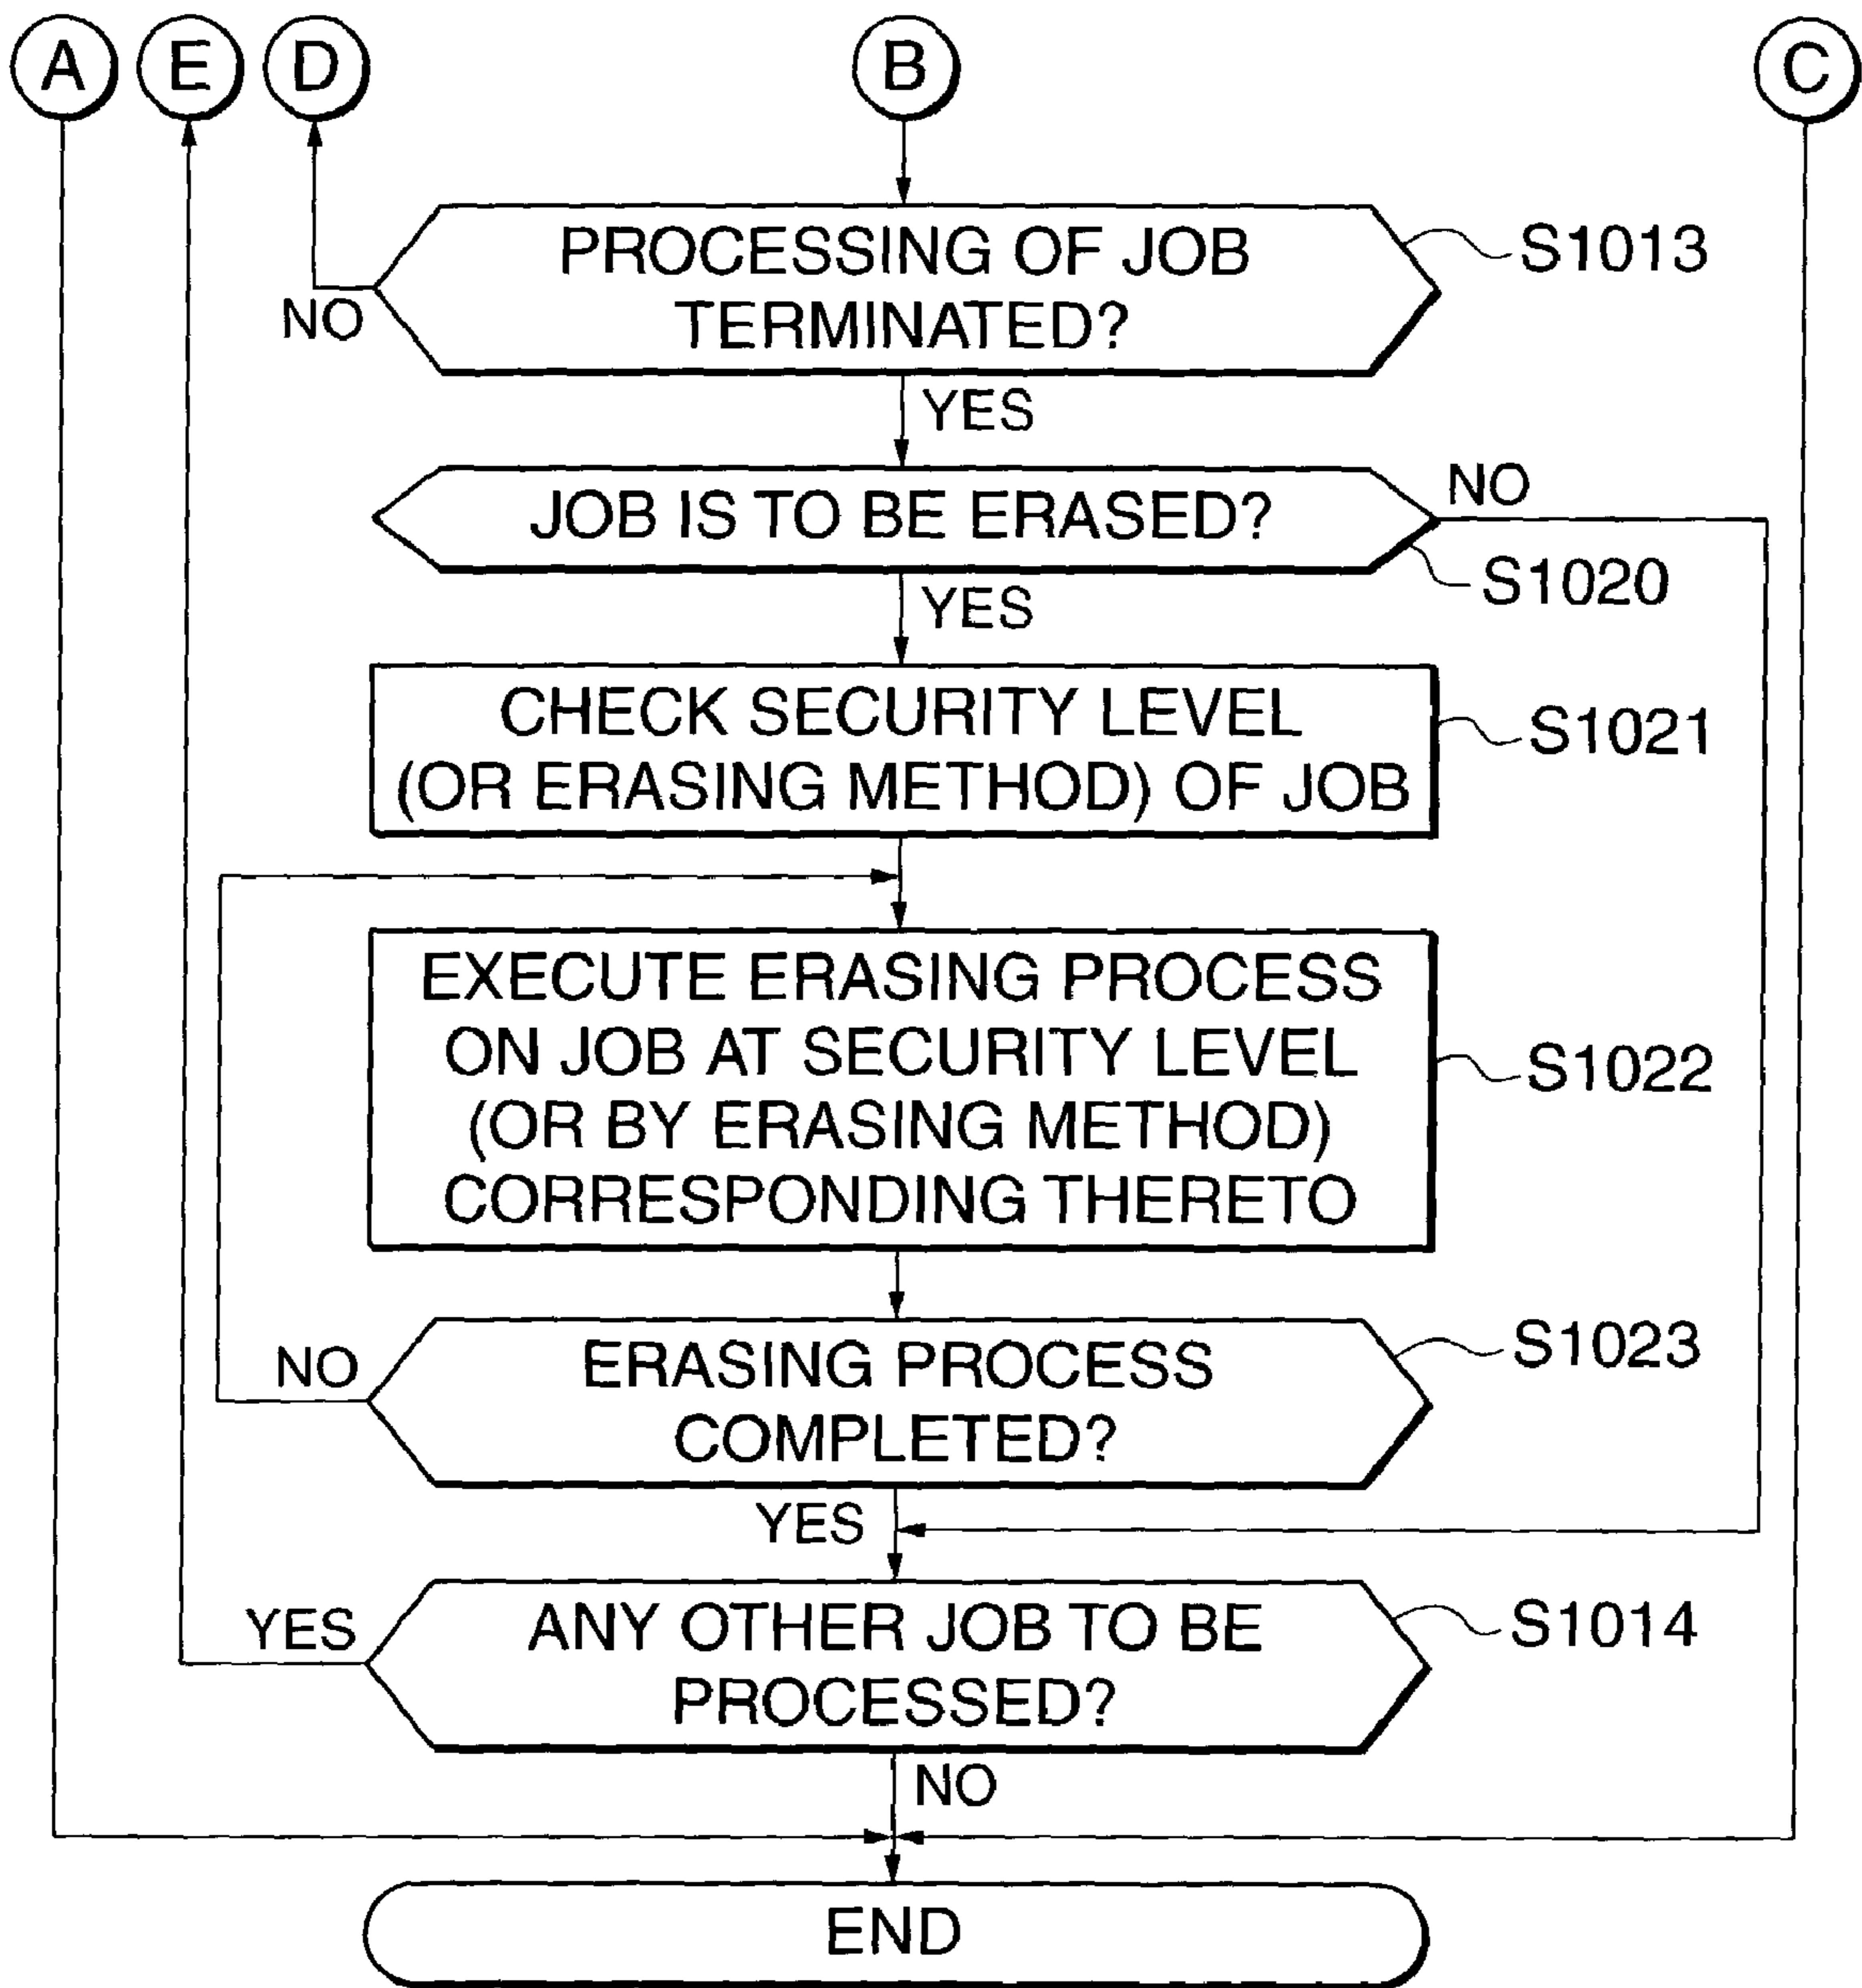 A E D B C
PROCESSING OF JOB
TERMINATED?
S1013
NO
YES
JOB IS TO BE ERASED?
NO
S1020
YES
CHECK SECURITY LEVEL
(OR ERASING METHOD) OF JOB
S1021
EXECUTE ERASING PROCESS
ON JOB AT SECURITY LEVEL
(OR BY ERASING METHOD)
CORRESPONDING THERETO
S1022
NO
ERASING PROCESS
COMPLETED?
S1023
YES
YES
ANY OTHER JOB TO BE
PROCESSED?
S1014
NO
END